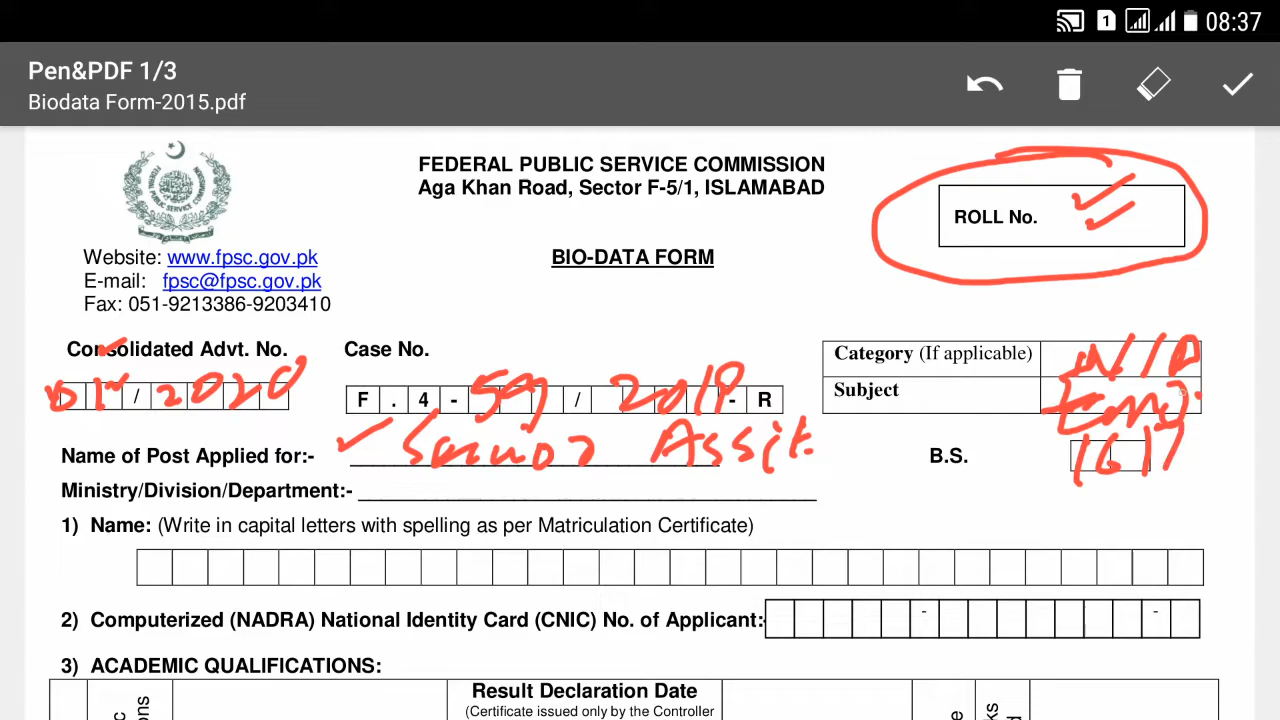 1 08:37
Pen&PDF 1/3
Biodata Form-2015.pdf
FEDERAL PUBLIC SERVICE COMMISSION
Aga Khan Road, Sector F-5/1, ISLAMABAD
ROLL No.
Website: www.fpsc.gov.pk
BIO-DATA FORM
E-mail: fpsc@fpsc.gov.pk
Fax: 051-9213386-9203410
Consolidated Advt. No. Case No.
Category (If applicable) N/A
Subject
01 / 2020 F . 4 - 59 / 2019 - R
Name of Post Applied for:- Senior Assit. B.S. 16 17
Ministry/Division/Department:-
1) Name: (Write in capital letters with spelling as per Matriculation Certificate)
2) Computerized (NADRA) National Identity Card (CNIC) No. of Applicant: - -
3) ACADEMIC QUALIFICATIONS:
Result Declaration Date
(Certificate issued only by the Controller